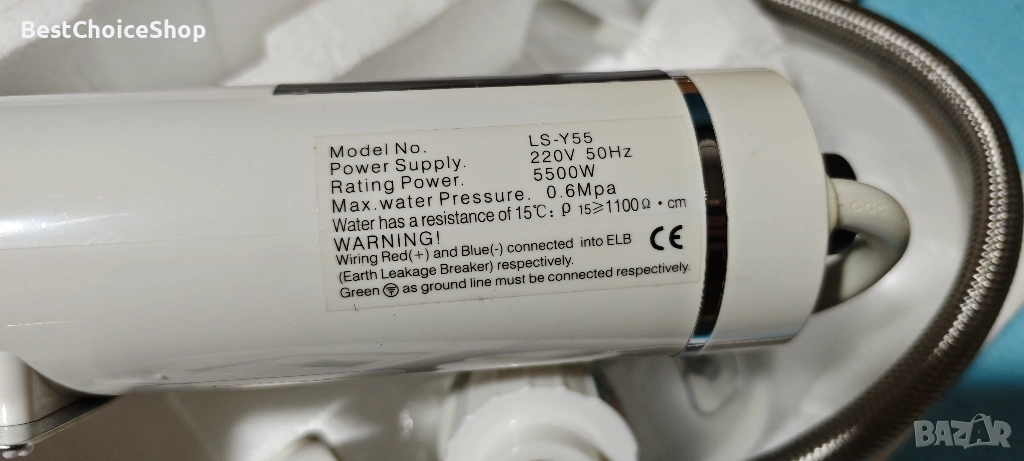 BestChoiceShop
Model No. LS-Y55
Power Supply. 220V 50Hz
Rating Power. 5500W
Max.water Pressure. 0.6Mpa
Water has a resistance of 15℃: ρ 15≥1100Ω·cm
WARNING!
Wiring Red(+) and Blue(-) connected into ELB
(Earth Leakage Breaker) respectively.
Green as ground line must be connected respectively.
CE
BAZAR